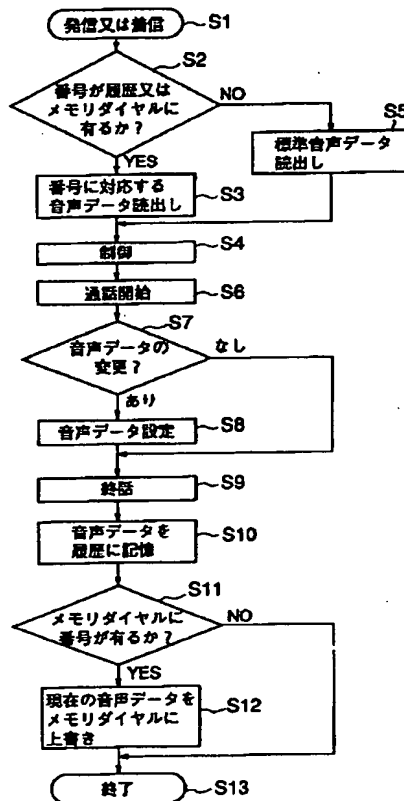 発信又は着信
S1
S2
番号が履歴又は
メモリダイヤルに
有るか？
NO
YES
S5
標準音声データ
読出し
番号に対応する
音声データ読出し
S3
制御
S4
通話開始
S6
S7
音声データの
変更？
なし
あり
音声データ設定
S8
終話
S9
音声データを
履歴に記憶
S10
S11
メモリダイヤルに
番号が有るか？
NO
YES
現在の音声データを
メモリダイヤルに
上書き
S12
終了
S13